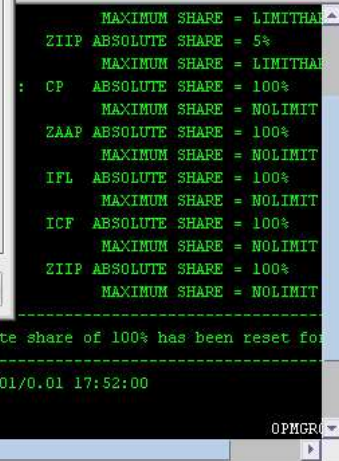 MAXIMUM SHARE = LIMITHA
ZIIP ABSOLUTE SHARE = 5%
MAXIMUM SHARE = LIMITHA
: CP ABSOLUTE SHARE = 100%
MAXIMUM SHARE = NOLIMIT
ZAAP ABSOLUTE SHARE = 100%
MAXIMUM SHARE = NOLIMIT
IFL ABSOLUTE SHARE = 100%
MAXIMUM SHARE = NOLIMIT
ICF ABSOLUTE SHARE = 100%
MAXIMUM SHARE = NOLIMIT
ZIIP ABSOLUTE SHARE = 100%
MAXIMUM SHARE = NOLIMIT
te share of 100% has been reset for
01/0.01 17:52:00
OPMGR